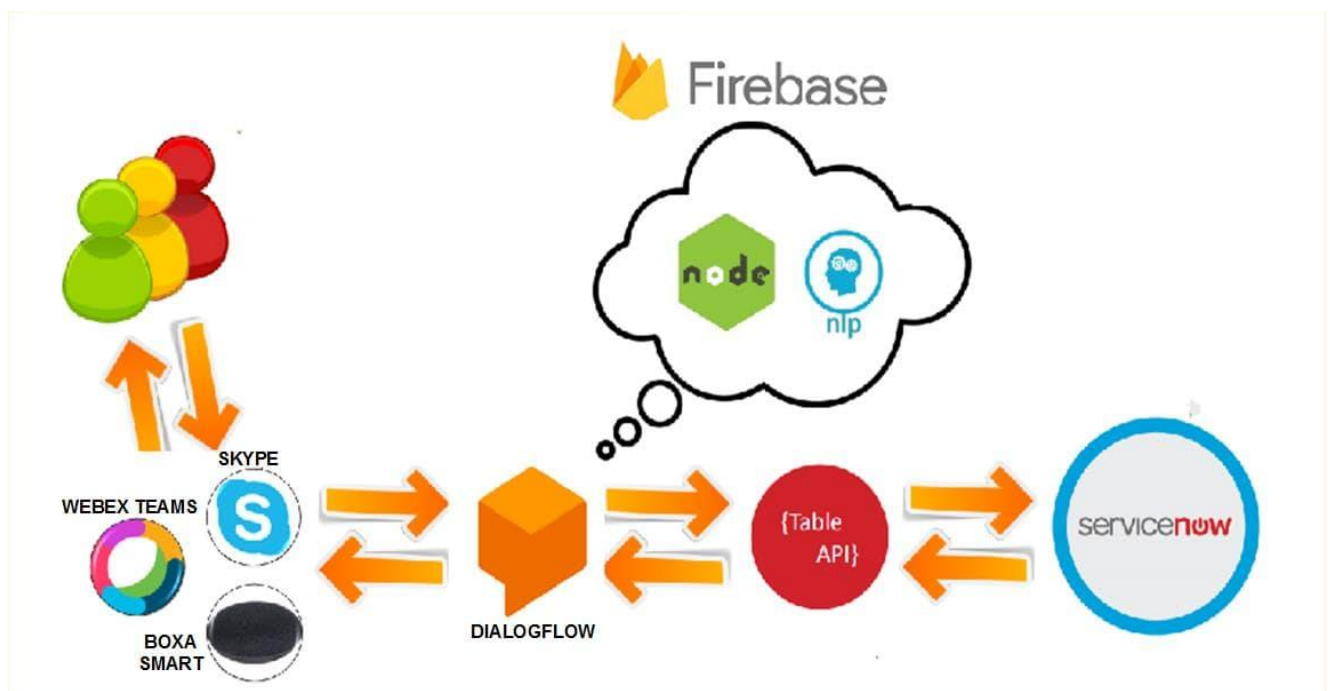 Firebase
node
nlp
SKYPE
WEBEX TEAMS
S
{Table
API}
servicenow
BOXA
SMART
DIALOGFLOW